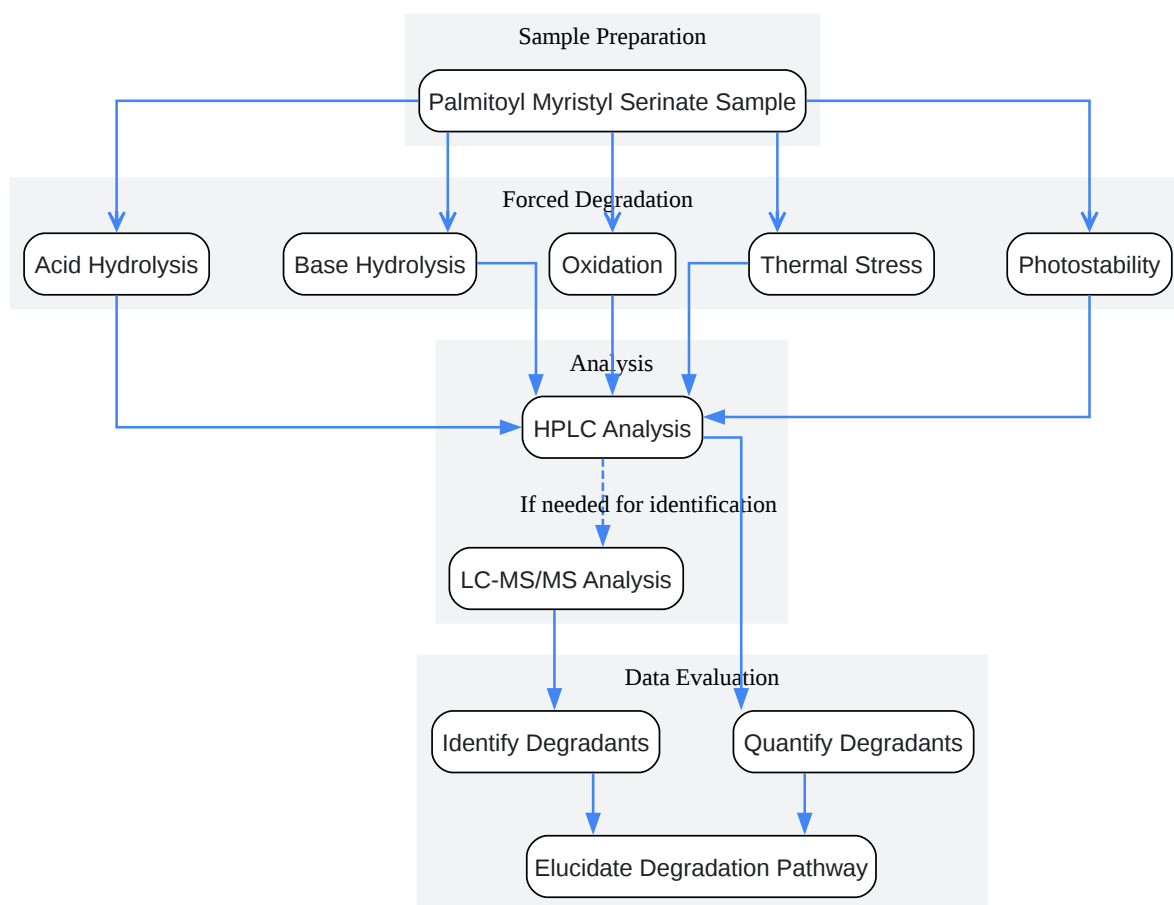 Sample Preparation
Palmitoyl Myristyl Serinate Sample
Forced Degradation
Acid Hydrolysis
Base Hydrolysis
Oxidation
Thermal Stress
Photostability
Analysis
HPLC Analysis
If needed for identification
LC-MS/MS Analysis
Data Evaluation
Identify Degradants
Quantify Degradants
Elucidate Degradation Pathway